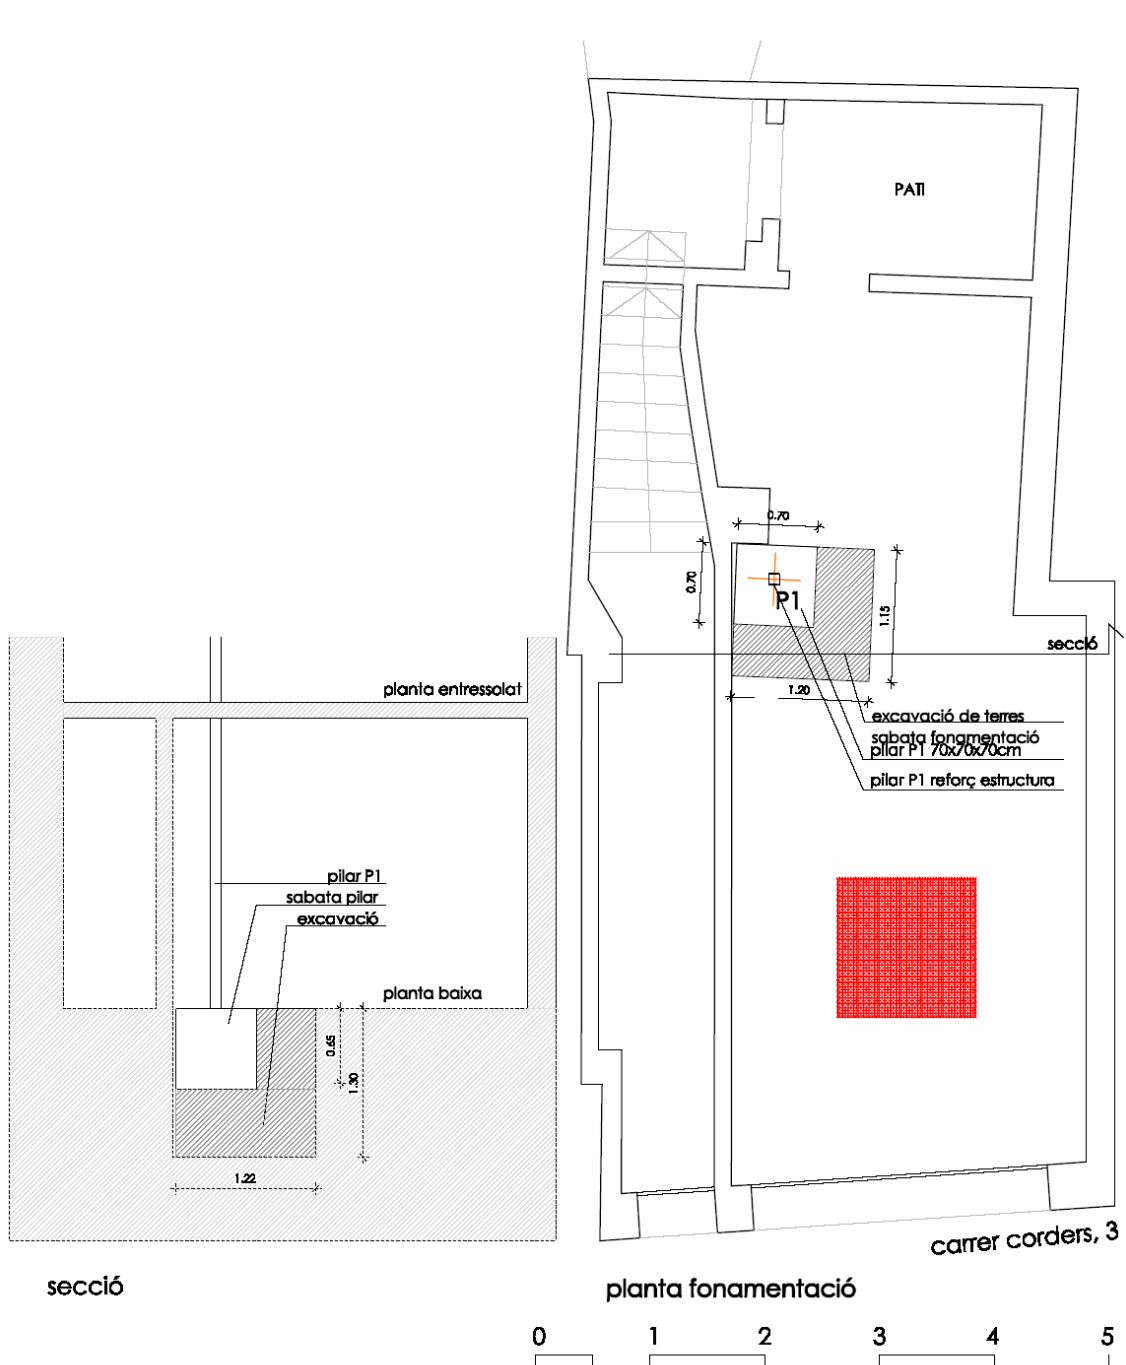 PATI
0.70
0.70
P1
1.15
secció
1.20
excavació de terres
sabata fonamentació
pilar P1 70x70x70cm
pilar P1 reforç estructura
planta entressolat
pilar P1
sabata pilar
excavació
planta baixa
0.65
1.30
1.22
carrer corders, 3
secció
planta fonamentació
0 1 2 3 4 5